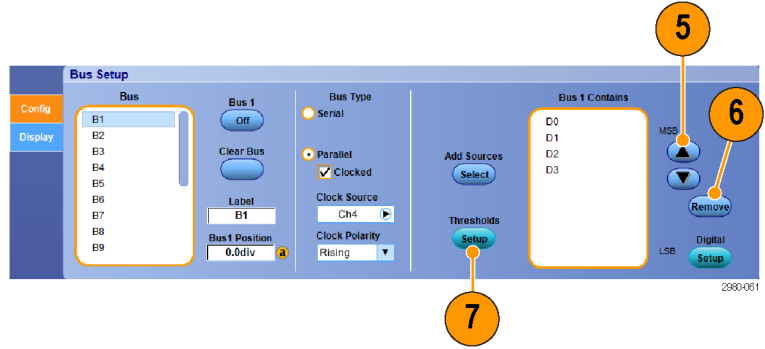 5
Bus Setup
Config
Display
Bus
B1
B2
B3
B4
B5
B6
B7
B8
B9
Bus 1
Off
Clear Bus
Label
B1
Bus1 Position
0.0div a
Bus Type
Serial
Parallel
Clocked
Clock Source
Ch4
Clock Polarity
Rising
Add Sources
Select
Thresholds
Setup
7
Bus 1 Contains
D0
D1
D2
D3
MSB
6
Remove
Digital
LSB
Setup
2980-061